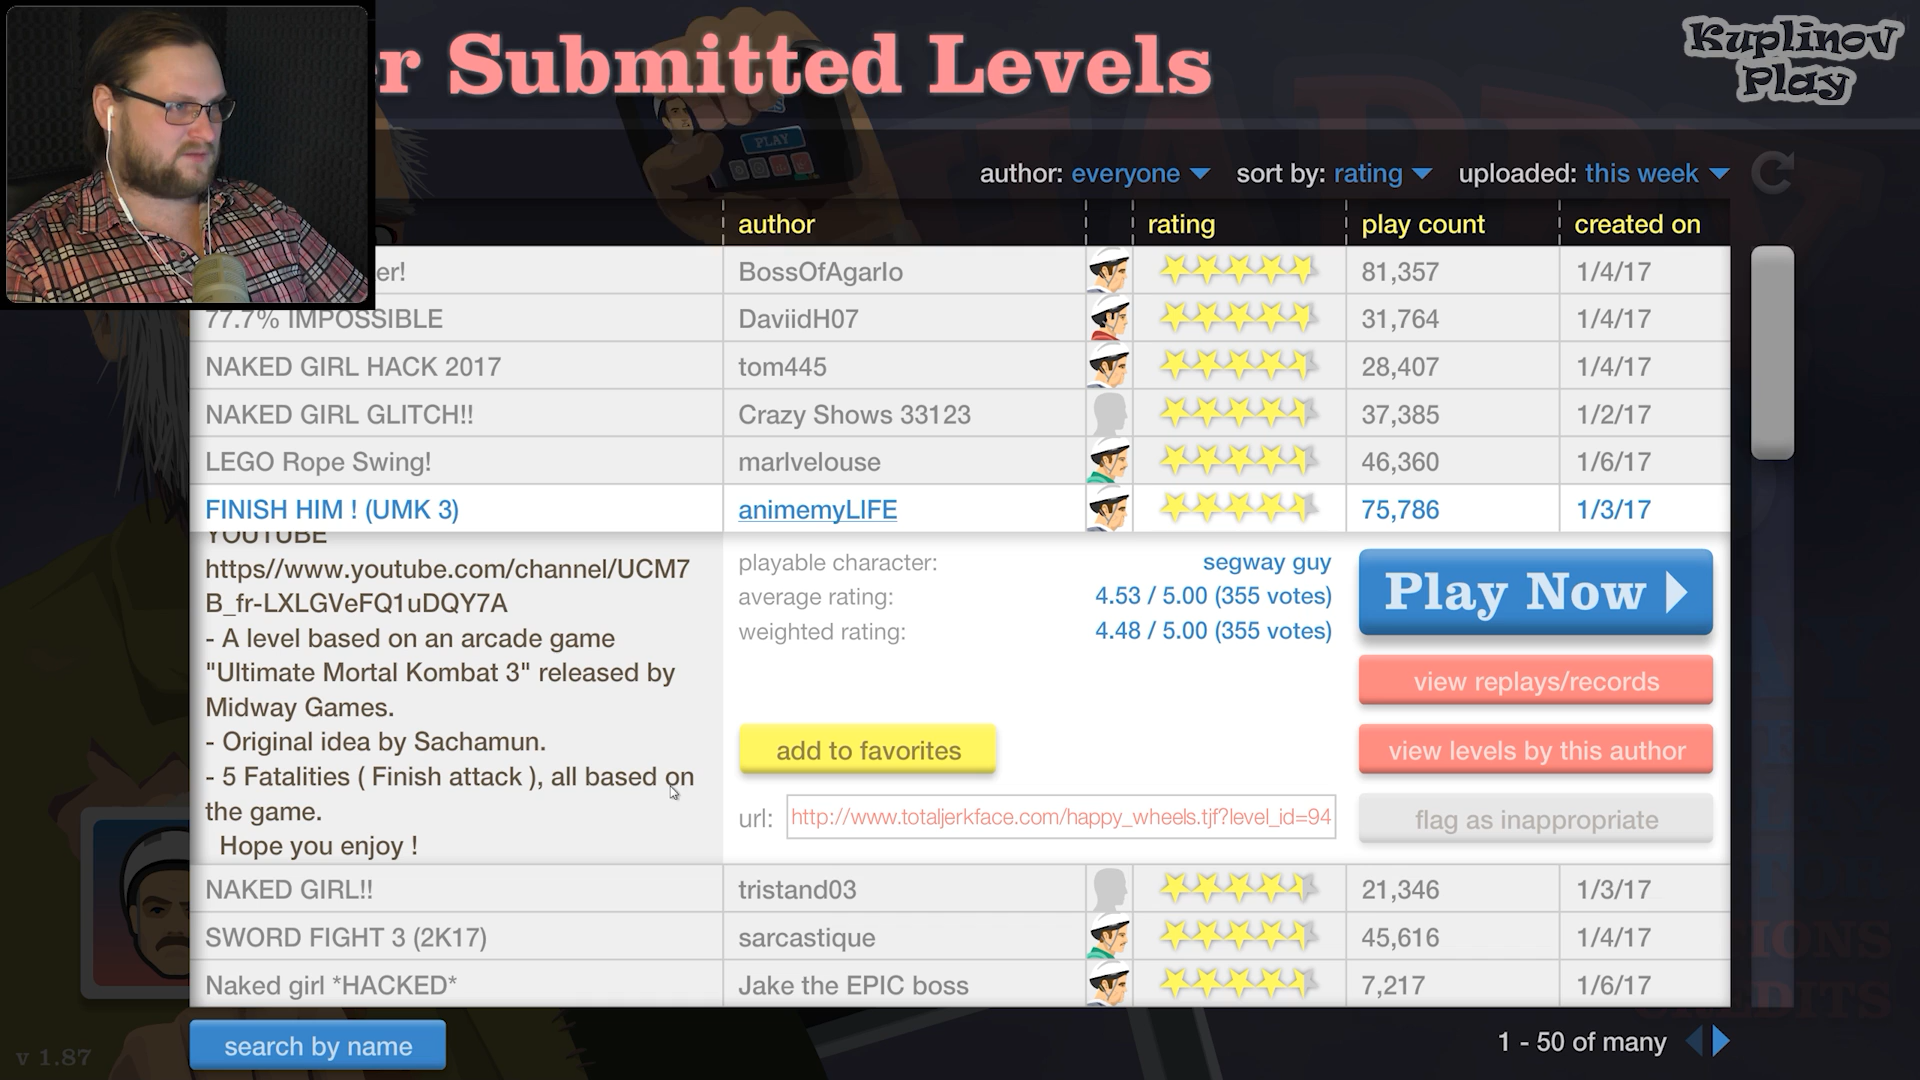 Kuplinov
Play
r Submitted Levels
PLAY
author: everyone sort by: rating uploaded: this week
author rating play count created on
er! BossOfAgarIo 81,357 1/4/17
77.7% IMPOSSIBLE DaviidH07 31,764 1/4/17
NAKED GIRL HACK 2017 tom445 28,407 1/4/17
NAKED GIRL GLITCH!! Crazy Shows 33123 37,385 1/2/17
LEGO Rope Swing! marlvelouse 46,360 1/6/17
FINISH HIM ! (UMK 3) animemyLIFE 75,786 1/3/17
YOUTUBE
https//www.youtube.com/channel/UCM7
B_fr-LXLGVeFQ1uDQY7A
- A level based on an arcade game
"Ultimate Mortal Kombat 3" released by
Midway Games.
- Original idea by Sachamun.
- 5 Fatalities ( Finish attack ), all based on
the game.
Hope you enjoy !
playable character: segway guy
average rating: 4.53 / 5.00 (355 votes)
weighted rating: 4.48 / 5.00 (355 votes)
add to favorites
url: http://www.totaljerkface.com/happy_wheels.tjf?level_id=94
Play Now
view replays/records
view levels by this author
flag as inappropriate
NAKED GIRL!! tristand03 21,346 1/3/17
SWORD FIGHT 3 (2K17) sarcastique 45,616 1/4/17
Naked girl *HACKED* Jake the EPIC boss 7,217 1/6/17
search by name
1 - 50 of many
v 1.87